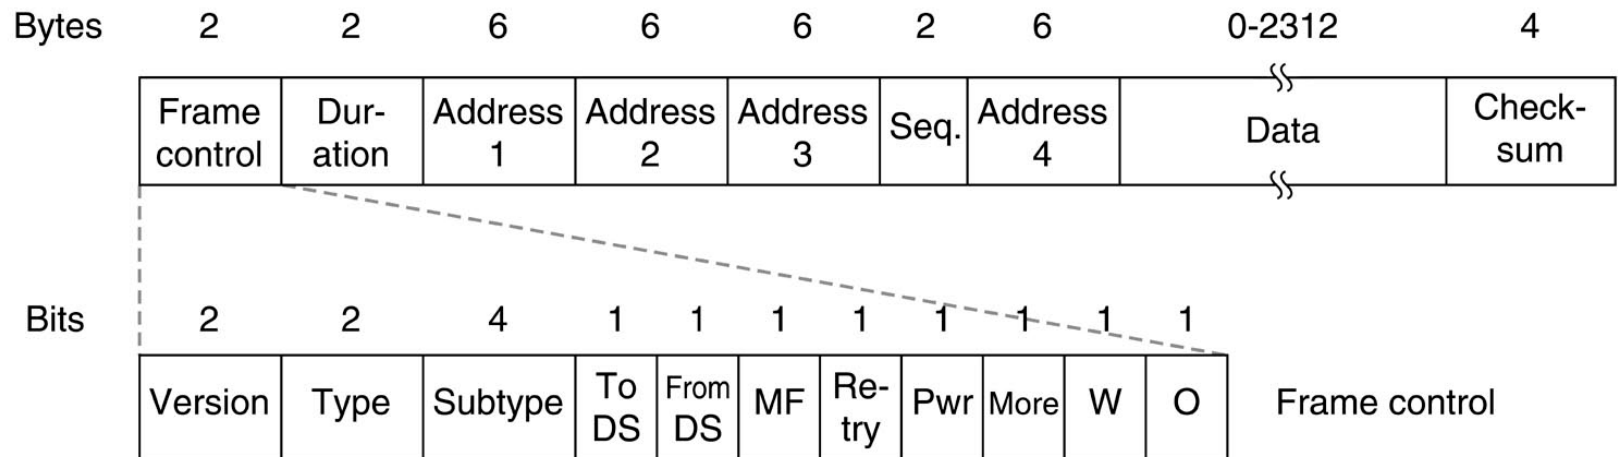 Bytes 2 2 6 6 6 2 6 0-2312 4
Frame control
Dur-
ation
Address 1
Address 2
Address 3
Seq.
Address 4
Data
Check-
sum
Bits 2 2 4 1 1 1 1 1 1 1 1
Version
Type
Subtype
To DS
From DS
MF
Re-
try
Pwr
More
W
O
Frame control